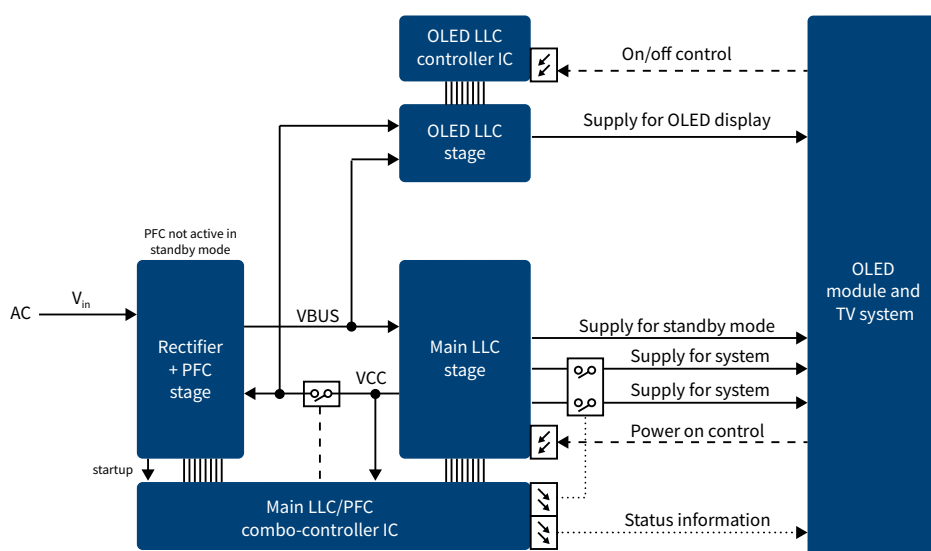 OLED LLC
controller IC
On/off control
OLED LLC
stage
Supply for OLED display
PFC not active in
standby mode
AC
Vin
Rectifier
+ PFC
stage
VBUS
VCC
Main LLC
stage
Supply for standby mode
Supply for system
Supply for system
Power on control
OLED
module and
TV system
startup
Main LLC/PFC
combo-controller IC
Status information